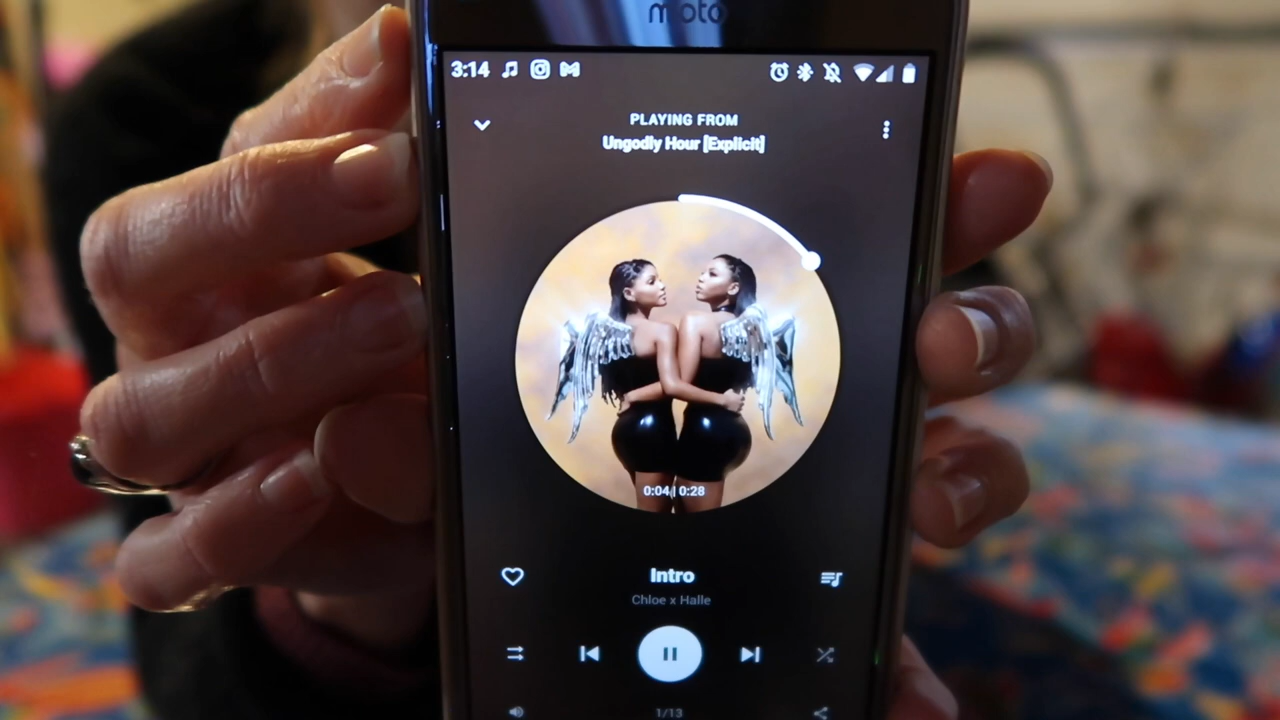 moto
3:14
PLAYING FROM
Ungodly Hour [Explicit]
0:04 | 0:28
Intro
Chloe x Halle
1/13